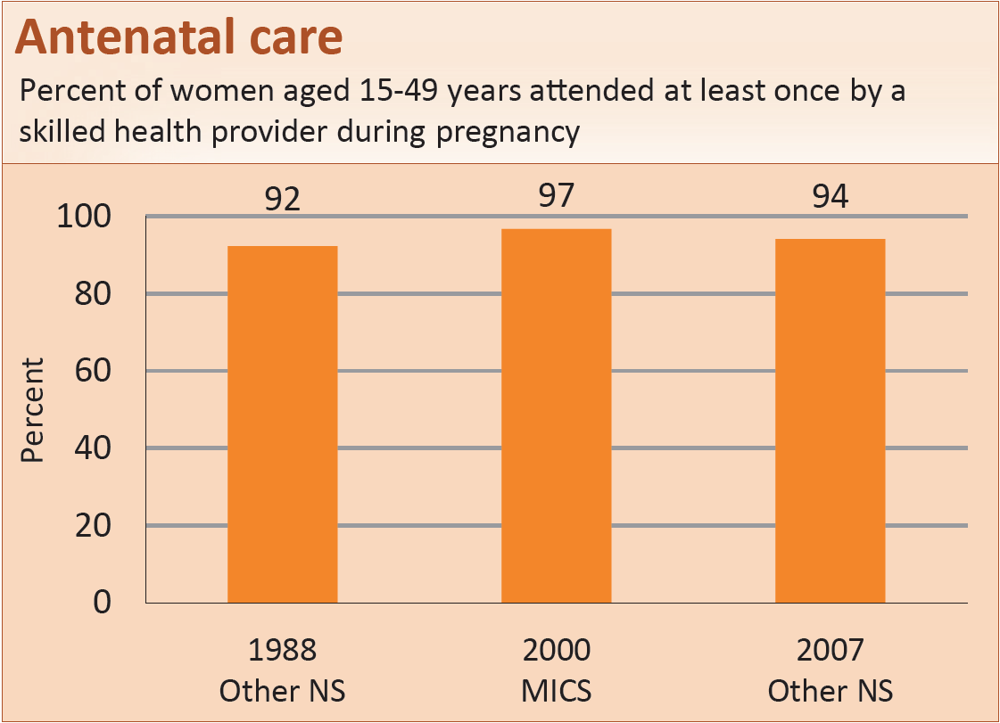 Antenatal care
Percent of women aged 15-49 years attended at least once by a
skilled health provider during pregnancy
92
97
94
100
80
60
40
20
0
Percent
1988
2000
2007
Other NS
MICS
Other NS